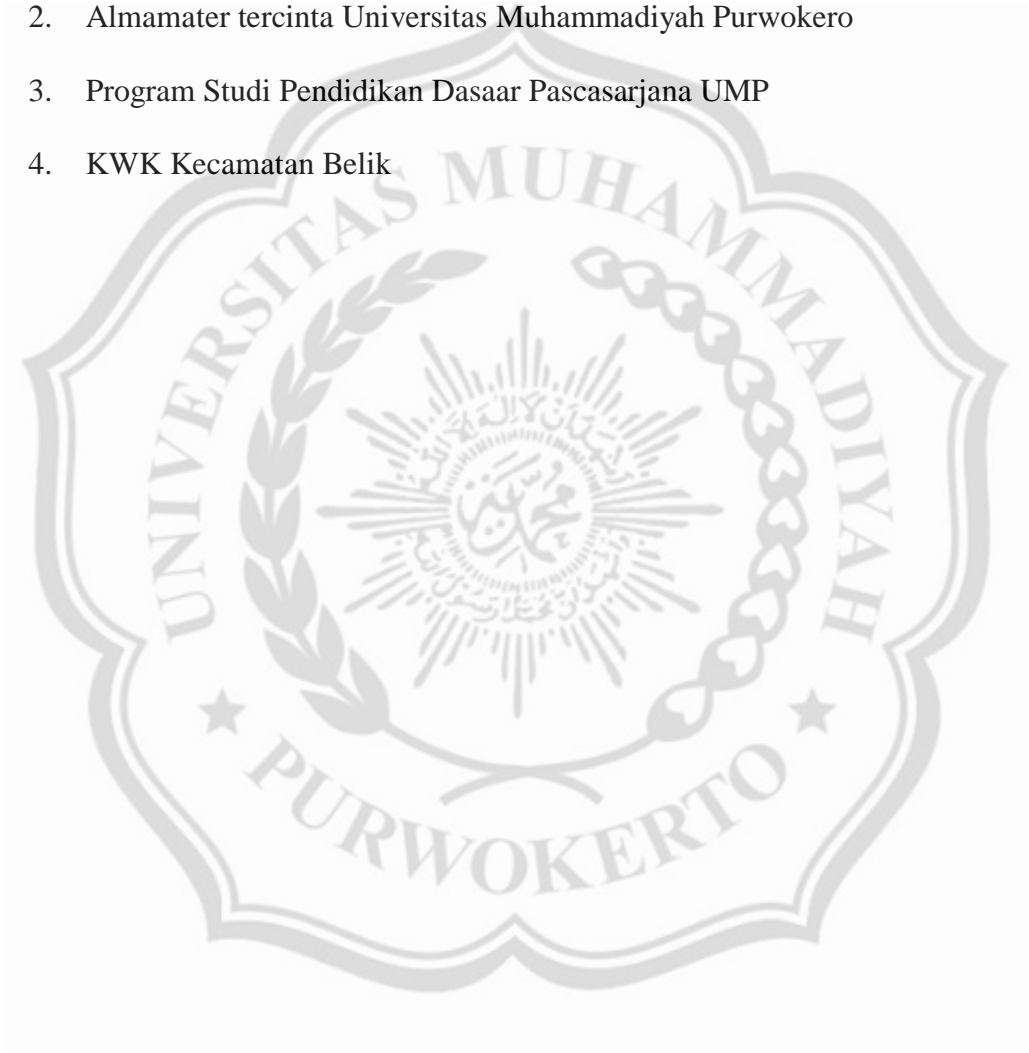 2. Almamater tercinta Universitas Muhammadiyah Purwokero
3. Program Studi Pendidikan Dasaar Pascasarjana UMP
4. KWK Kecamatan Belik
UNIVERSITAS MUHAMMADIYAH
PURWOKERTO